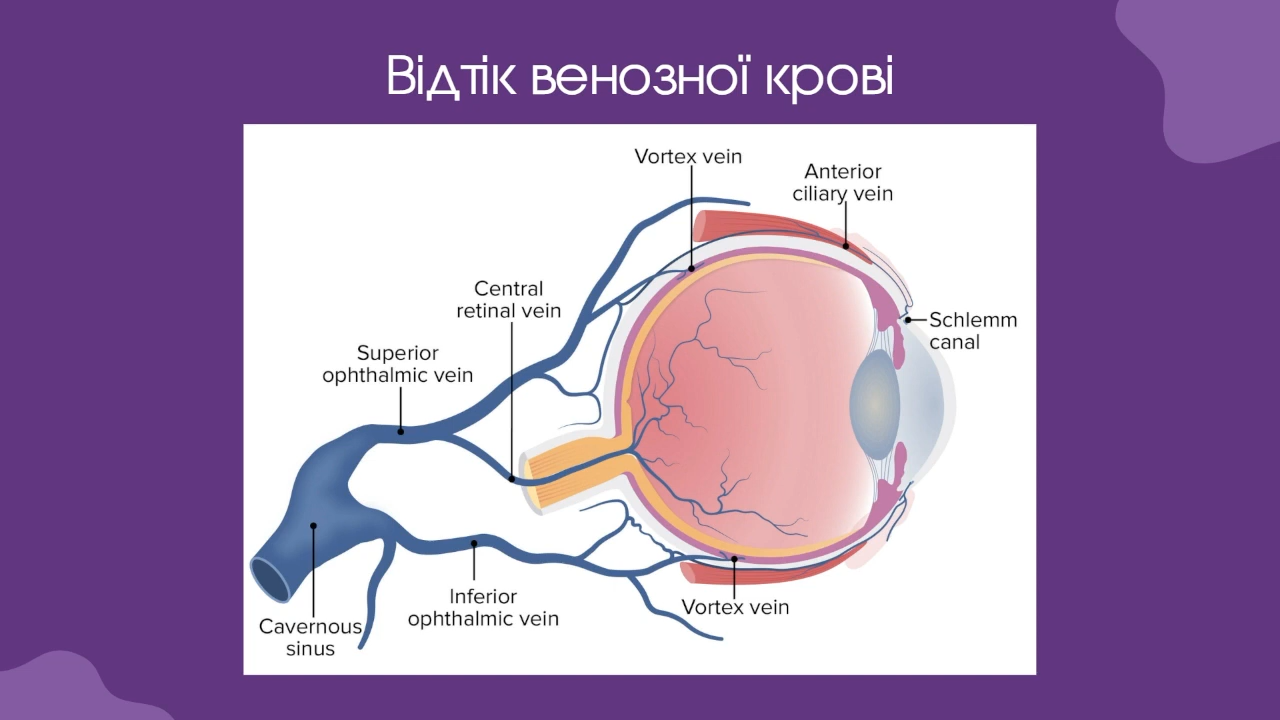 Відтік венозної крові
Vortex vein
Anterior
ciliary vein
Central
retinal vein
Schlemm
canal
Superior
ophthalmic vein
Inferior
ophthalmic vein
Vortex vein
Cavernous
sinus